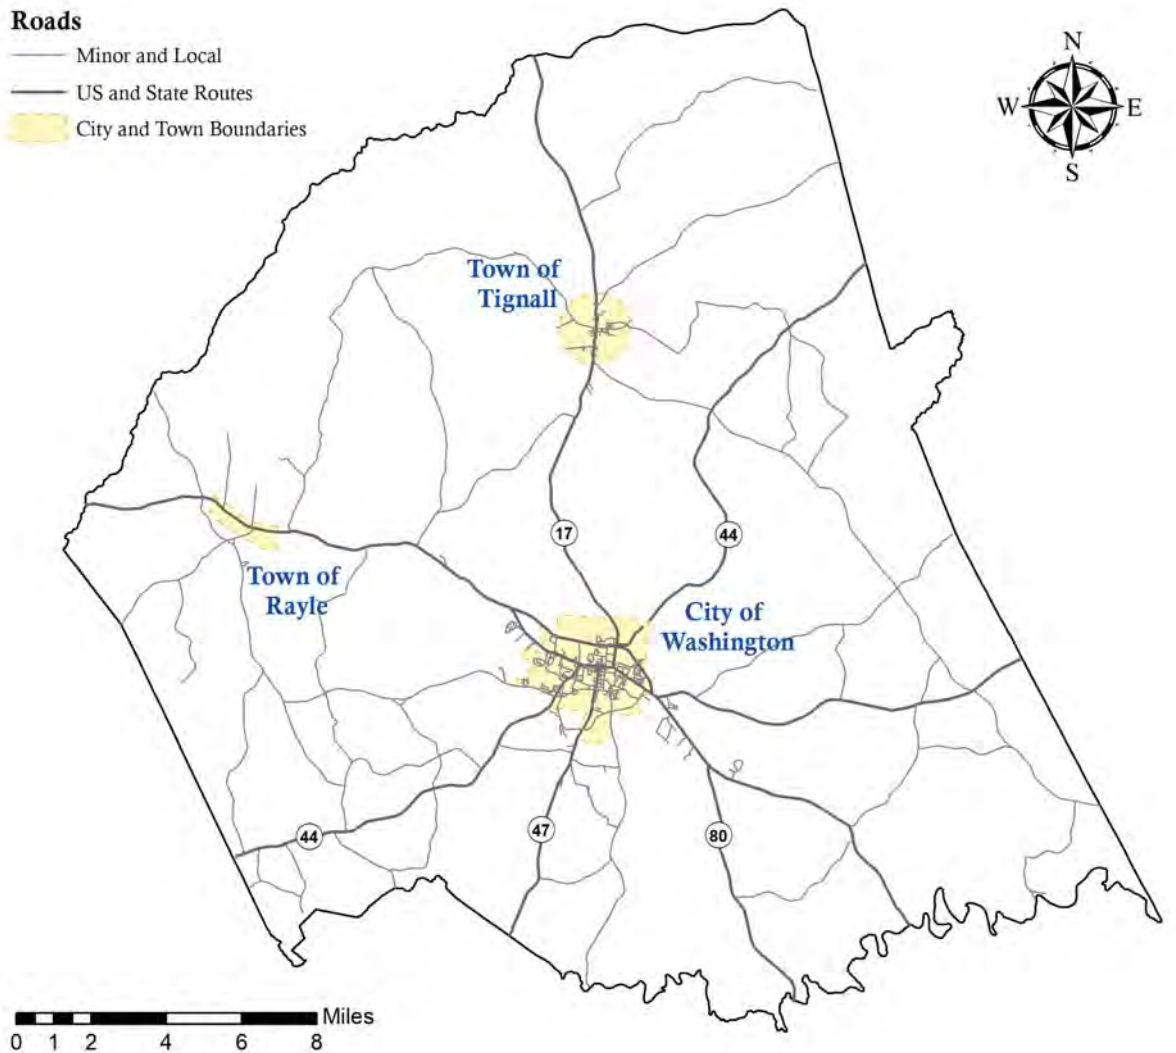 Roads
Minor and Local
US and State Routes
City and Town Boundaries
N
W
E
S
Town of
Tignall
17
44
Town of
Rayle
City of
Washington
44
47
80
Miles
0 1 2 4 6 8